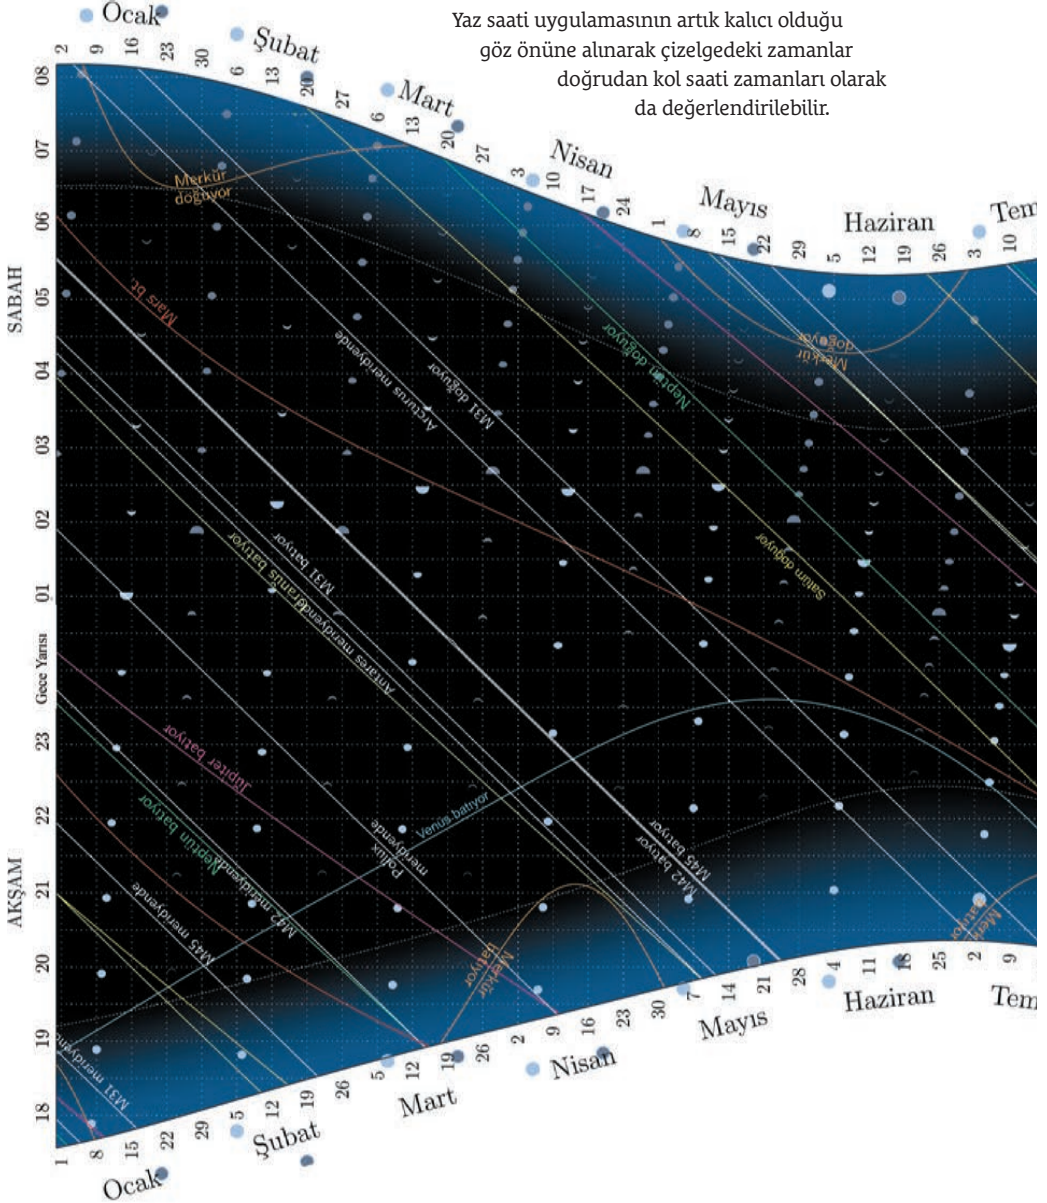 Yaz saati uygulamasının artık kalıcı olduğu
göz önüne alınarak çizelgedeki zamanlar
doğrudan kol saati zamanları olarak
da değerlendirilebilir.
Ocak
Şubat
Mart
Nisan
Mayıs
Haziran
Tem
2 9 16 23 30 6 13 20 27 6 13 20 27 3 10 17 24 1 8 15 22 29 5 12 19 26 3 10
SABAH
08
07
06
05
04
03
02
01
Gece Yarısı
23
22
21
20
19
18
AKŞAM
Merkür
doğuyor
Mars bt
Arcturus meridyende
M31 doğuyor
Neptün doğuyor
Merkür
doğuyor
Satürn doğuyor
M31 batıyor
Uranüs batıyor
Antares meridyende
Jüpiter batıyor
Neptün batıyor
M42 meridyende
M45 meridyende
Pollux
meridyende
Venüs batıyor
M45 batıyor
M42 batıyor
Merkür
batıyor
Merk
batıyor
meridyende
M31 meridyende
1 8 15 22 29 5 12 19 26 5 12 19 26 2 9 16 23 30 7 14 21 28 4 11 18 25 2 9
Ocak
Şubat
Mart
Nisan
Mayıs
Haziran
Tem